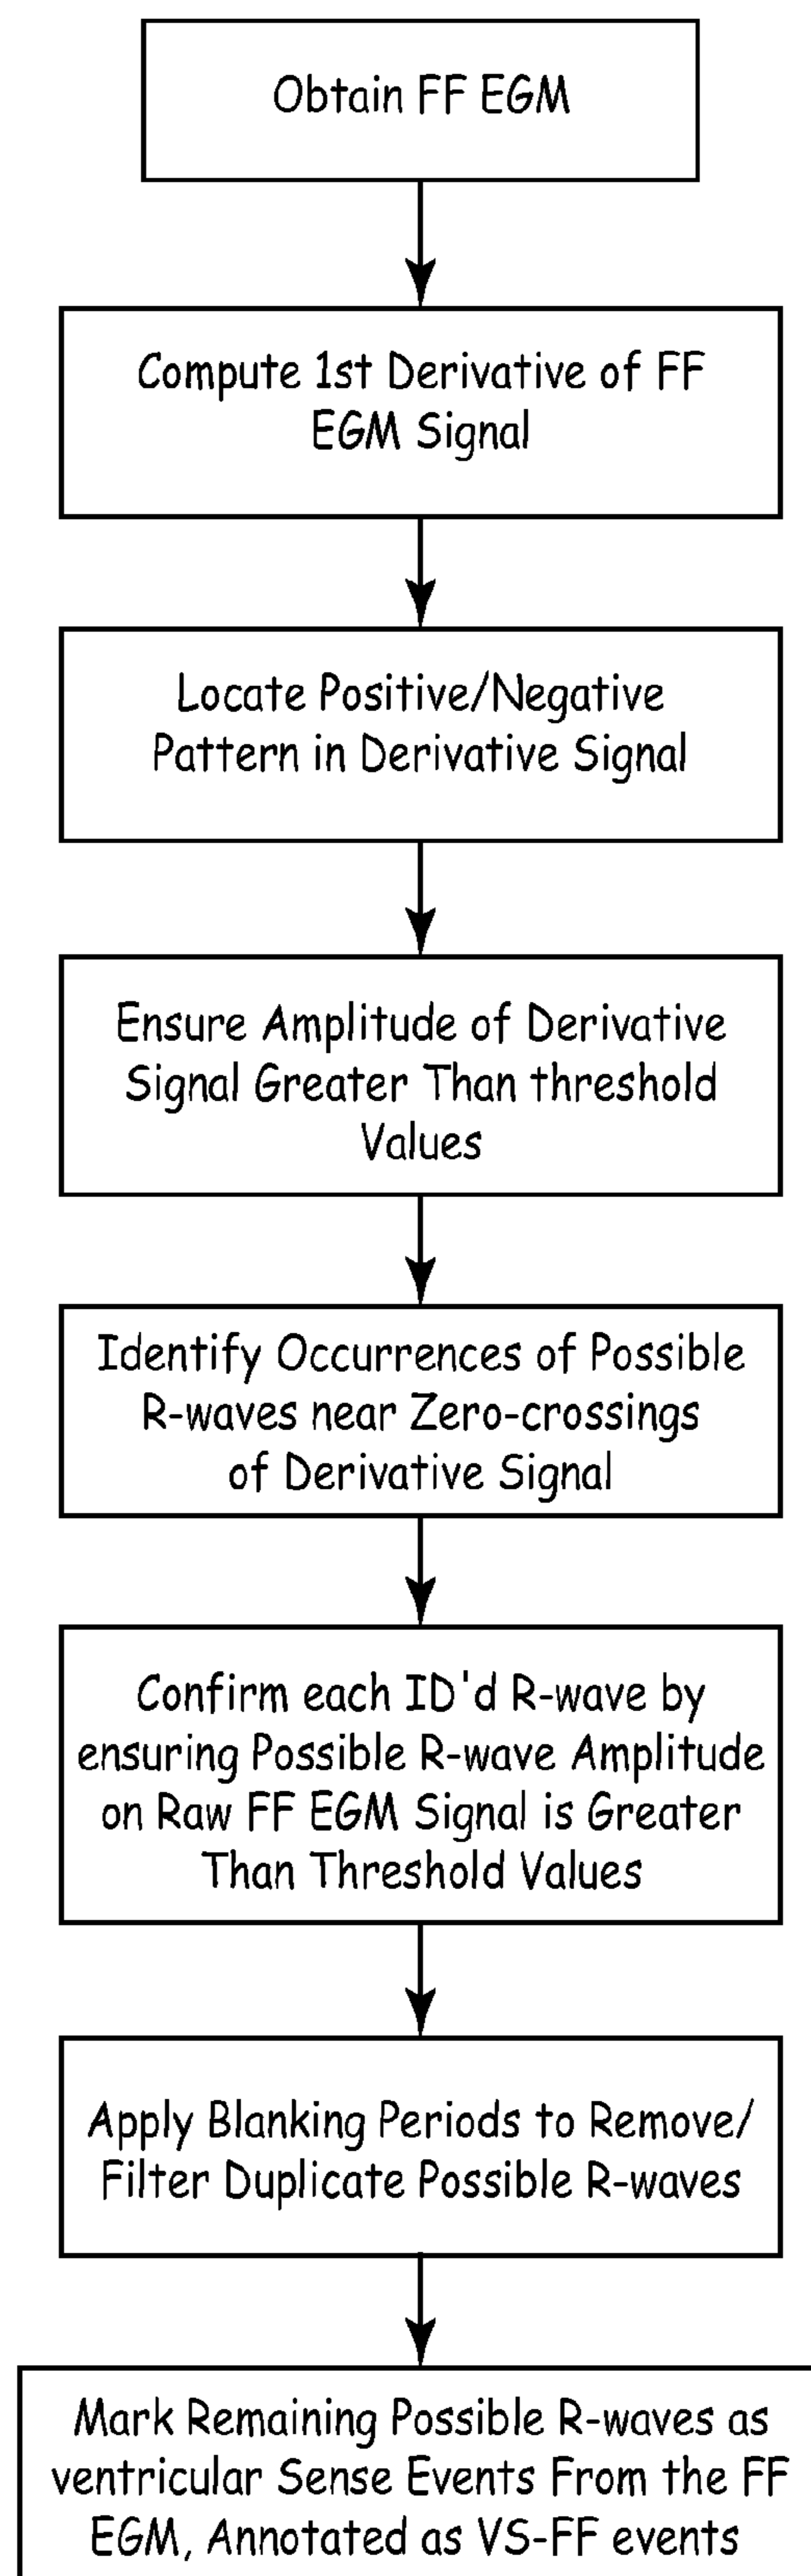 Obtain FF EGM
Compute 1st Derivative of FF
EGM Signal
Locate Positive/Negative
Pattern in Derivative Signal
Ensure Amplitude of Derivative
Signal Greater Than threshold
Values
Identify Occurrences of Possible
R-waves near Zero-crossings
of Derivative Signal
Confirm each ID'd R-wave by
ensuring Possible R-wave Amplitude
on Raw FF EGM Signal is Greater
Than Threshold Values
Apply Blanking Periods to Remove/
Filter Duplicate Possible R-waves
Mark Remaining Possible R-waves as
ventricular Sense Events From the FF
EGM, Annotated as VS-FF events